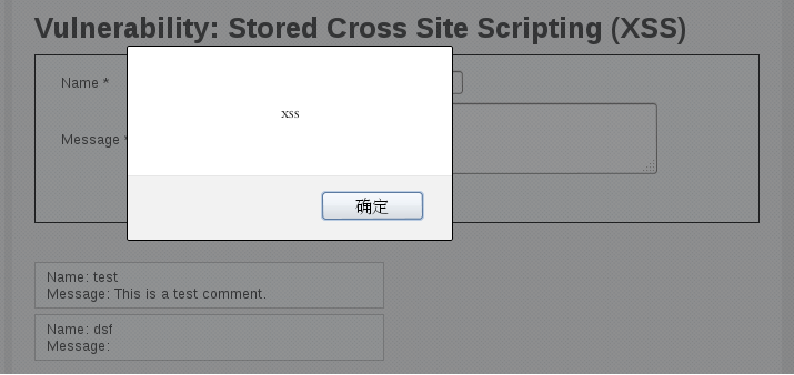 Vulnerability: Stored Cross Site Scripting (XSS)
Name *
xss
Message *
确定
Name: test
Message: This is a test comment.
Name: dsf
Message: